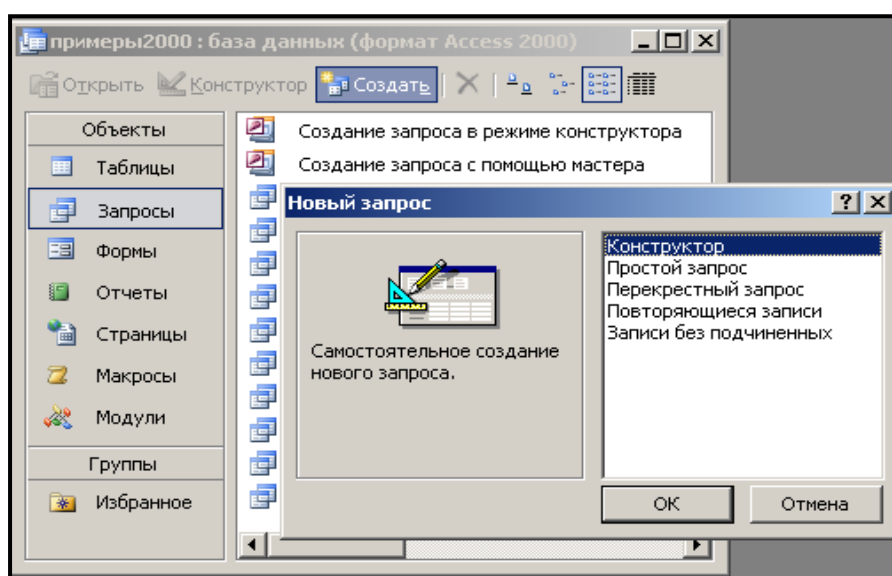 примеры2000 : база данных (формат Access 2000)
Открыть Конструктор Создать
Объекты
Таблицы
Запросы
Формы
Отчеты
Страницы
Макросы
Модули
Группы
Избранное
Создание запроса в режиме конструктора
Создание запроса с помощью мастера
Новый запрос
Самостоятельное создание
нового запроса.
Конструктор
Простой запрос
Перекрестный запрос
Повторяющиеся записи
Записи без подчиненных
ОК
Отмена